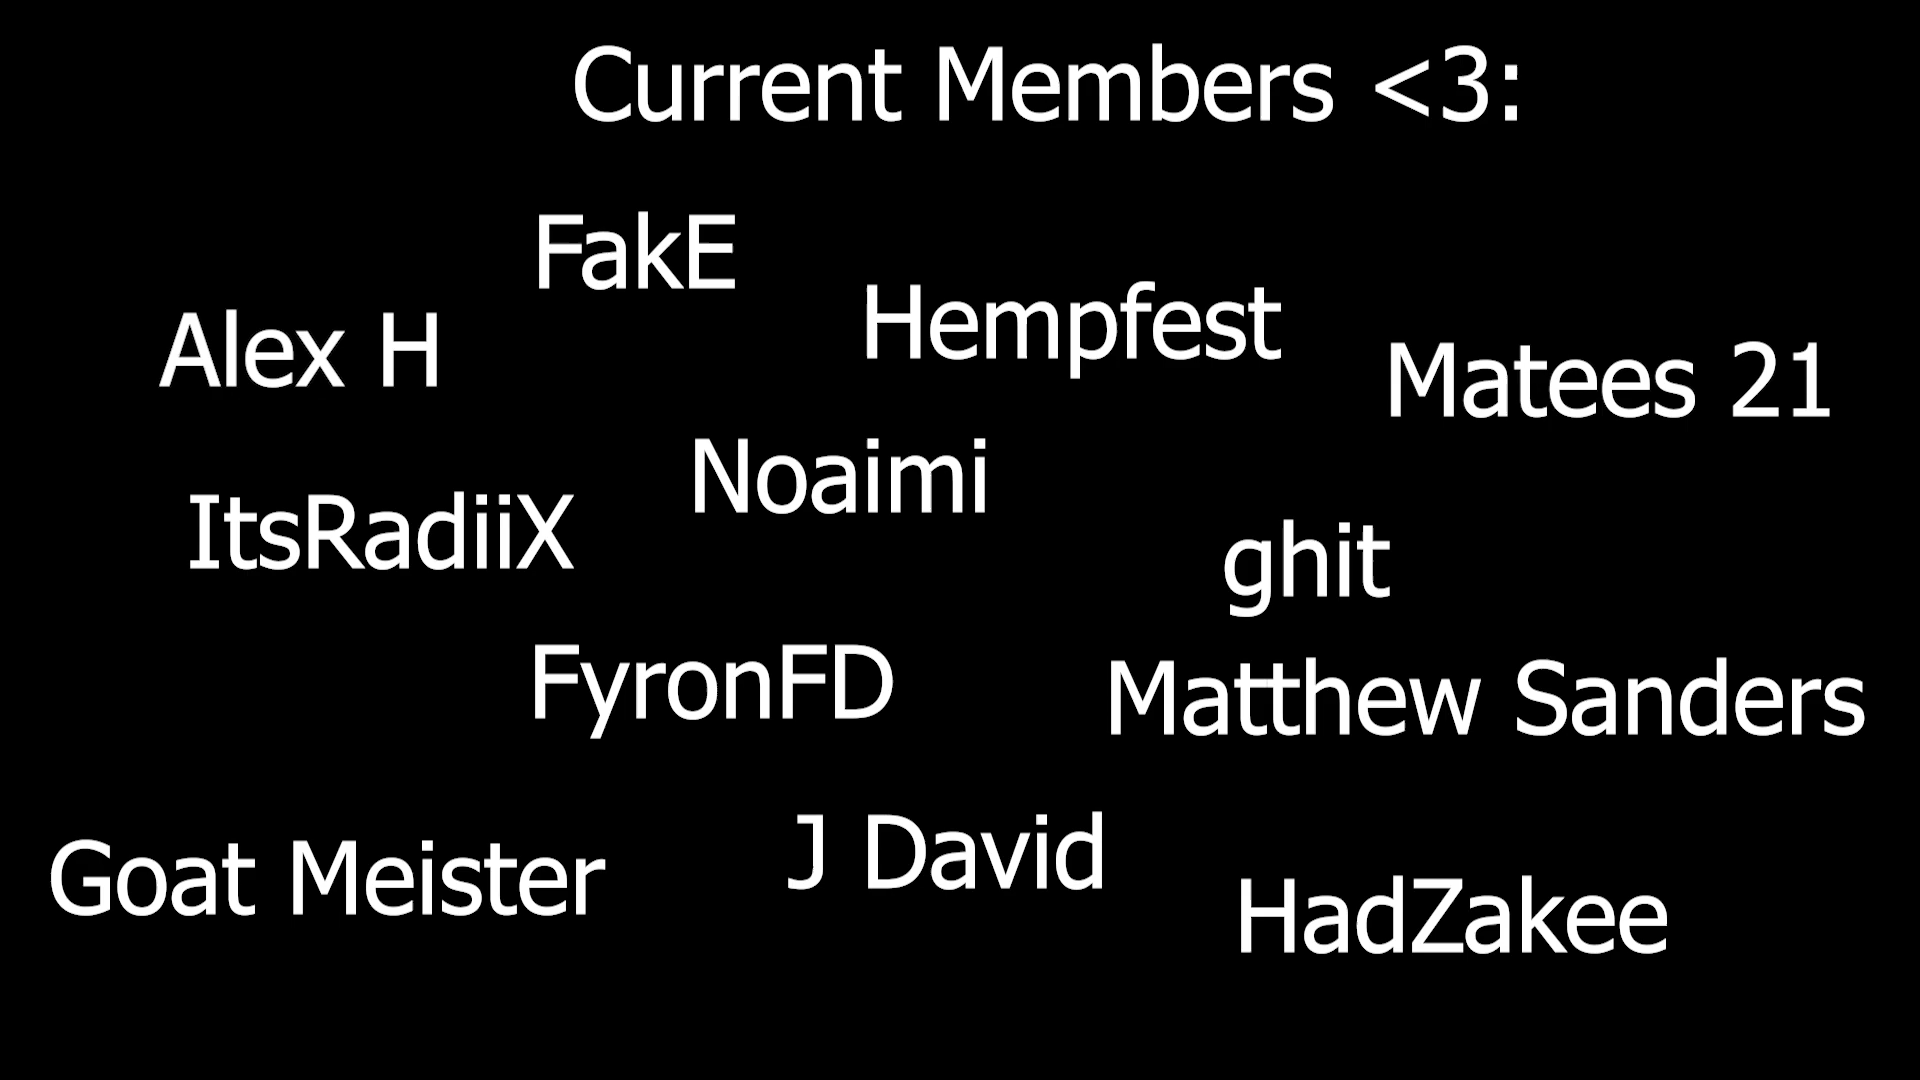 Current Members <3:
FakE
Hempfest
Alex H
Matees 21
Noaimi
ItsRadiiX
ghit
FyronFD
Matthew Sanders
J David
Goat Meister
HadZakee